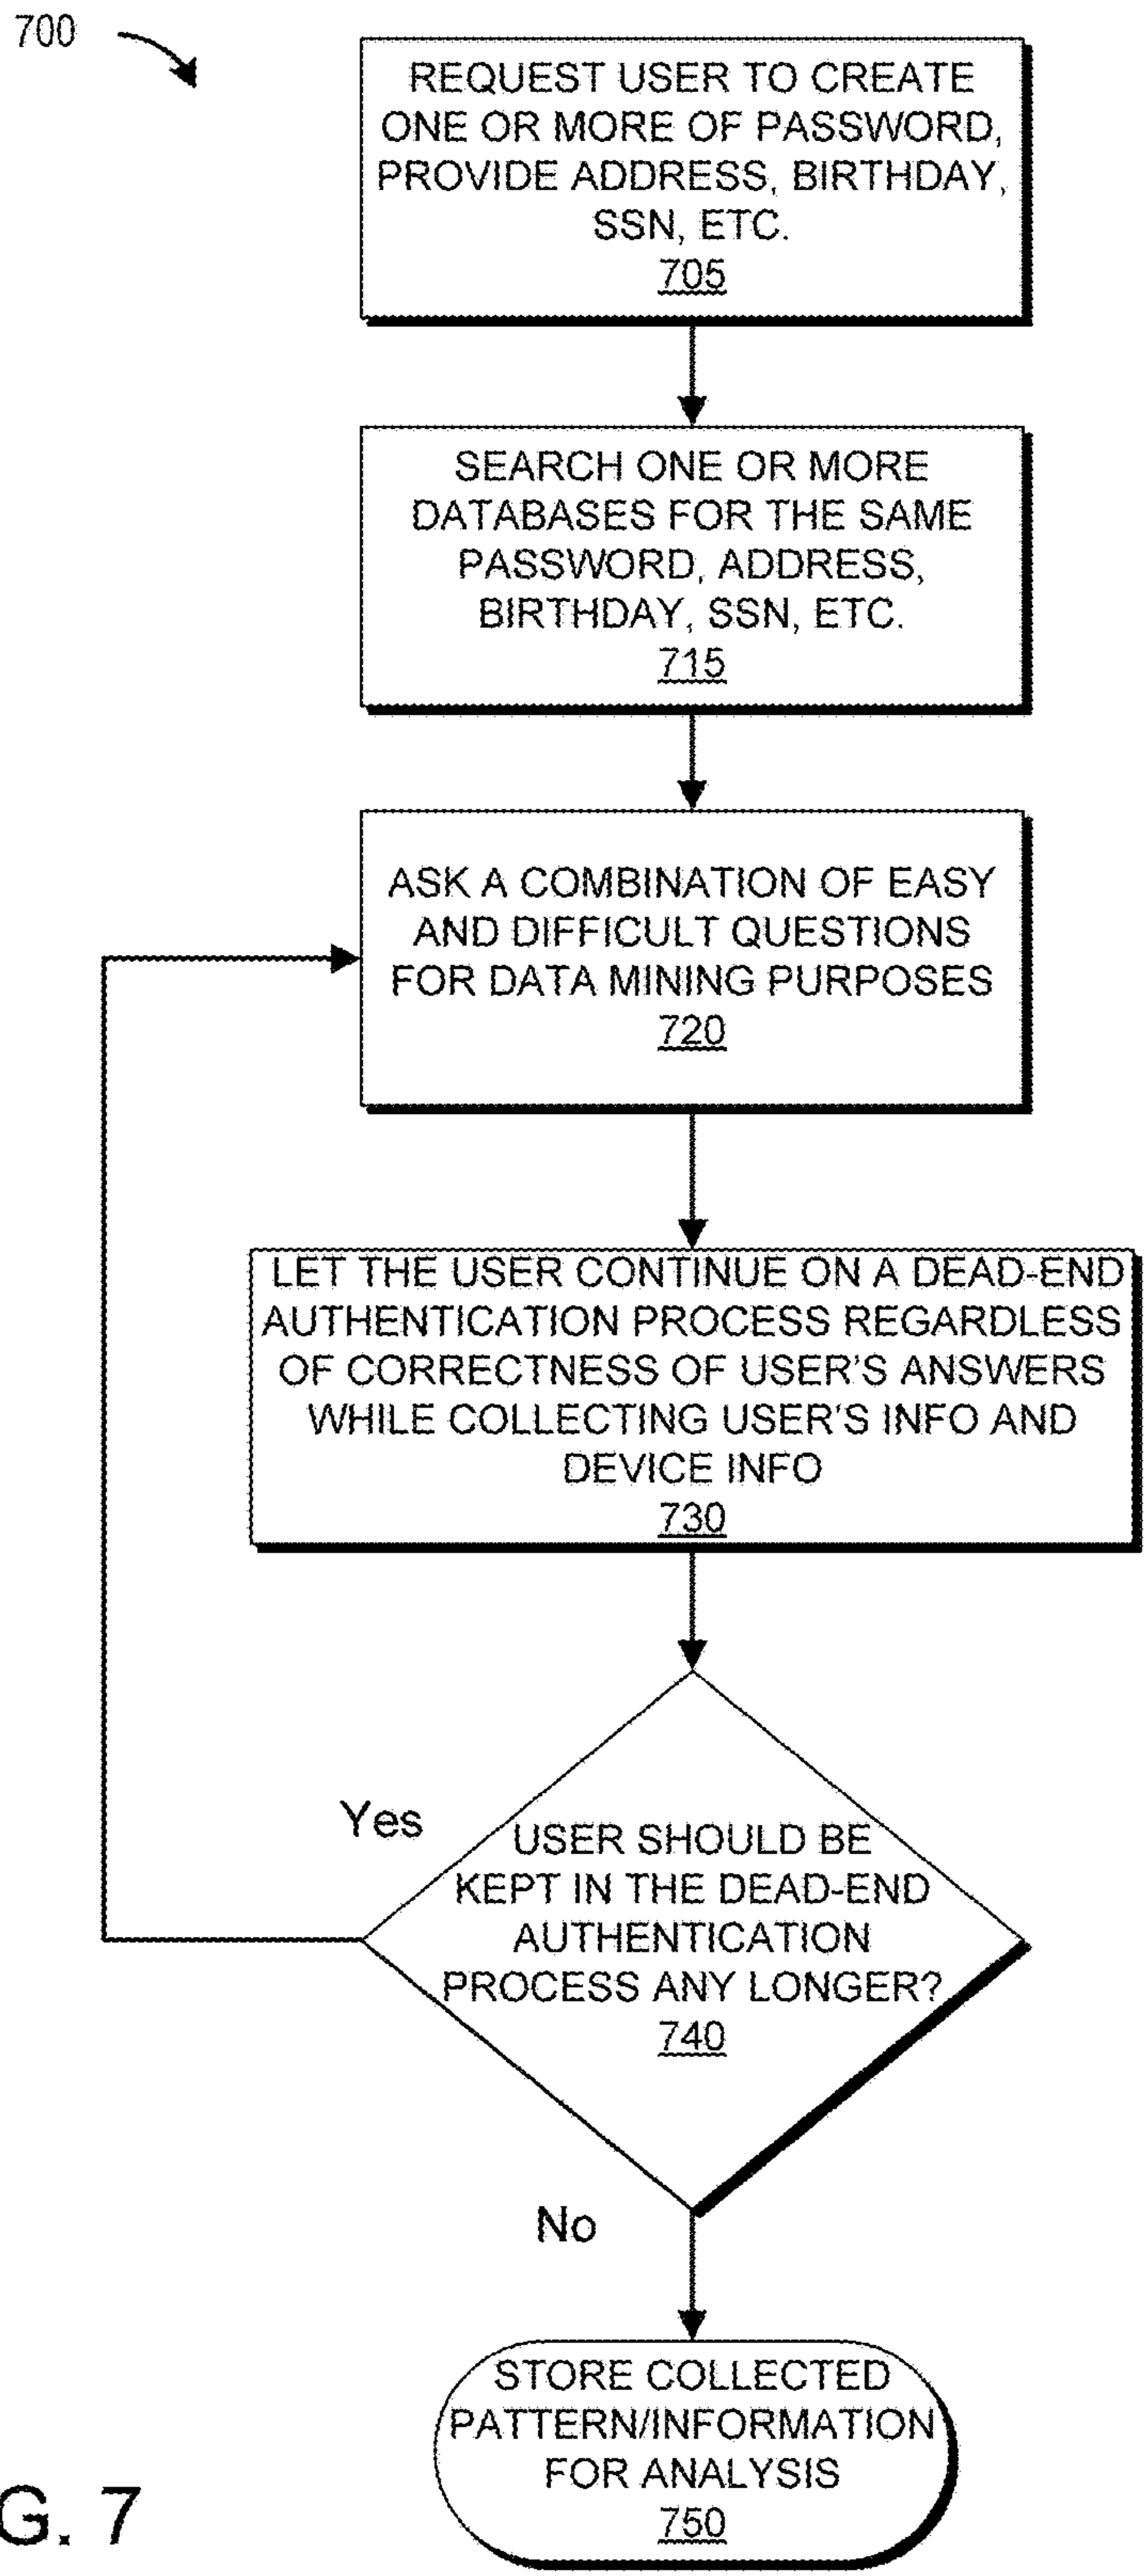 700
REQUEST USER TO CREATE
ONE OR MORE OF PASSWORD,
PROVIDE ADDRESS, BIRTHDAY,
SSN, ETC.
705
SEARCH ONE OR MORE
DATABASES FOR THE SAME
PASSWORD, ADDRESS,
BIRTHDAY, SSN, ETC.
715
ASK A COMBINATION OF EASY
AND DIFFICULT QUESTIONS
FOR DATA MINING PURPOSES
720
LET THE USER CONTINUE ON A DEAD-END
AUTHENTICATION PROCESS REGARDLESS
OF CORRECTNESS OF USER'S ANSWERS
WHILE COLLECTING USER'S INFO AND
DEVICE INFO
730
Yes
USER SHOULD BE
KEPT IN THE DEAD-END
AUTHENTICATION
PROCESS ANY LONGER?
740
No
STORE COLLECTED
PATTERN/INFORMATION
FOR ANALYSIS
750
G. 7